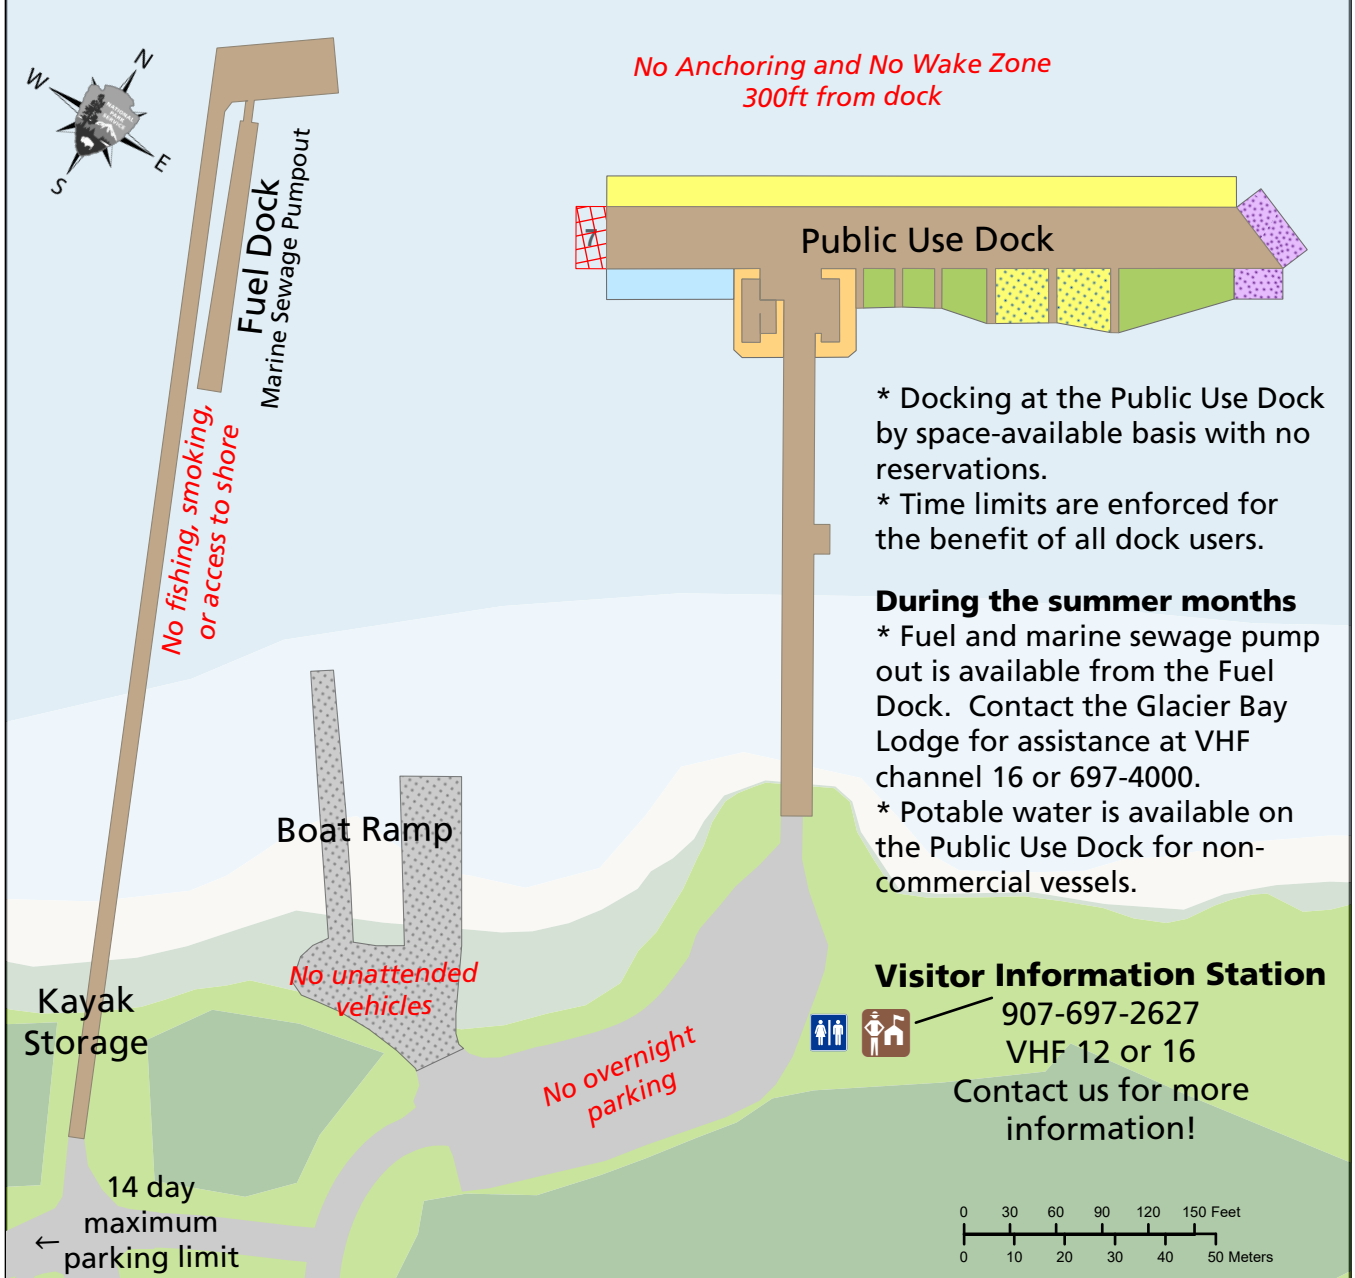 N
W
E
S
NATIONAL
PARK
SERVICE
No Anchoring and No Wake Zone
300ft from dock
Fuel Dock
Marine Sewage Pumpout
No fishing, smoking,
or access to shore
7
Public Use Dock
* Docking at the Public Use Dock
by space-available basis with no
reservations.
* Time limits are enforced for
the benefit of all dock users.
During the summer months
* Fuel and marine sewage pump
out is available from the Fuel
Dock. Contact the Glacier Bay
Lodge for assistance at VHF
channel 16 or 697-4000.
* Potable water is available on
the Public Use Dock for non-
commercial vessels.
Boat Ramp
No unattended
vehicles
Kayak
Storage
No overnight
parking
Visitor Information Station
907-697-2627
VHF 12 or 16
Contact us for more
information!
14 day
maximum
← parking limit
0 30 60 90 120 150 Feet
0 10 20 30 40 50 Meters